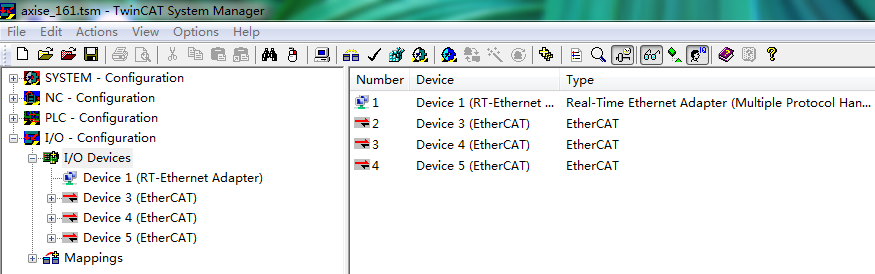 axise_161.tsm - TwinCAT System Manager
File Edit Actions View Options Help
SYSTEM - Configuration
NC - Configuration
PLC - Configuration
I/O - Configuration
I/O Devices
Device 1 (RT-Ethernet Adapter)
Device 3 (EtherCAT)
Device 4 (EtherCAT)
Device 5 (EtherCAT)
Mappings
Number Device Type
1 Device 1 (RT-Ethernet ... Real-Time Ethernet Adapter (Multiple Protocol Han...
2 Device 3 (EtherCAT) EtherCAT
3 Device 4 (EtherCAT) EtherCAT
4 Device 5 (EtherCAT) EtherCAT